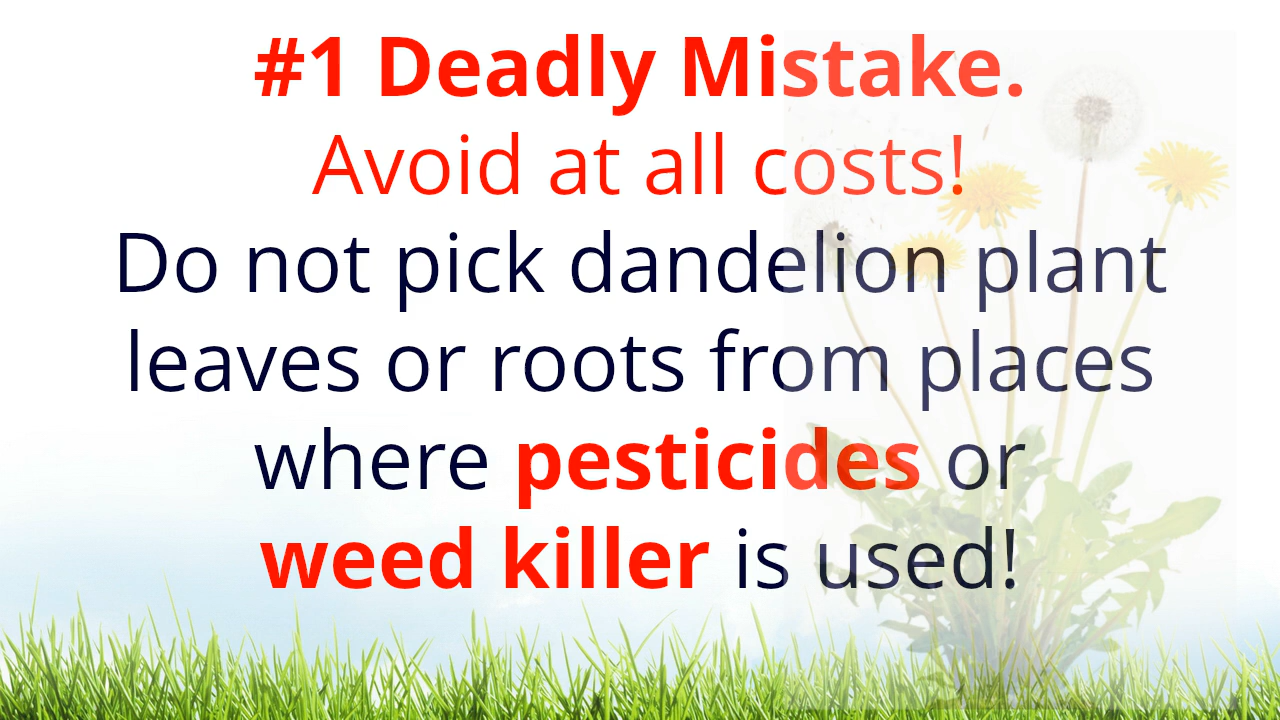 #1 Deadly Mistake.
Avoid at all costs!
Do not pick dandelion plant
leaves or roots from places
where pesticides or
weed killer is used!